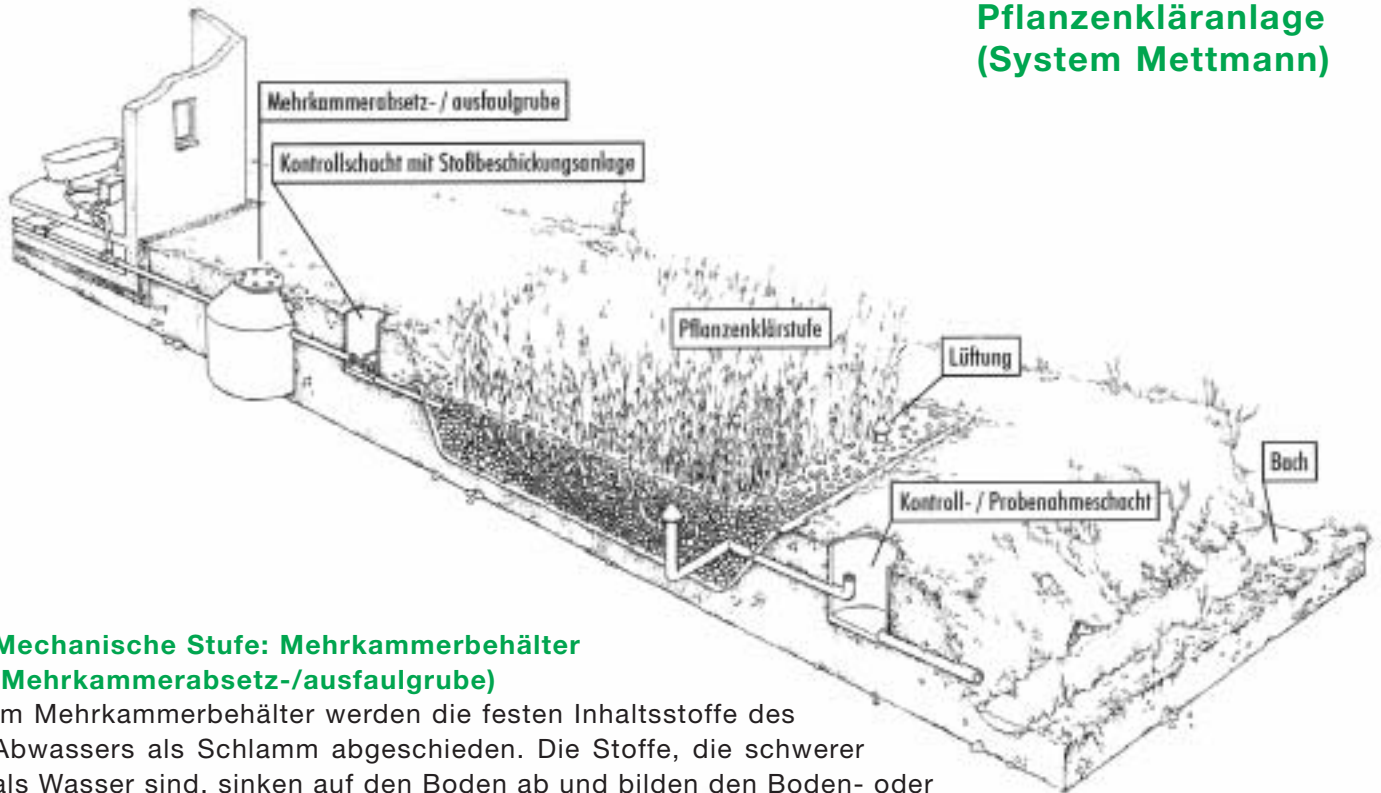 Pflanzenkläranlage
(System Mettmann)
Mehrkammerabsetz- / ausfaulgrube
Kontrollschacht mit Stoßbeschickungsanlage
Pflanzenklärstufe
Lüftung
Bach
Kontroll- / Probenahmeschacht
Mechanische Stufe: Mehrkammerbehälter
Mehrkammerabsetz-/ausfaulgrube)
m Mehrkammerbehälter werden die festen Inhaltsstoffe des
Abwassers als Schlamm abgeschieden. Die Stoffe, die schwerer
als Wasser sind, sinken auf den Boden ab und bilden den Boden- oder